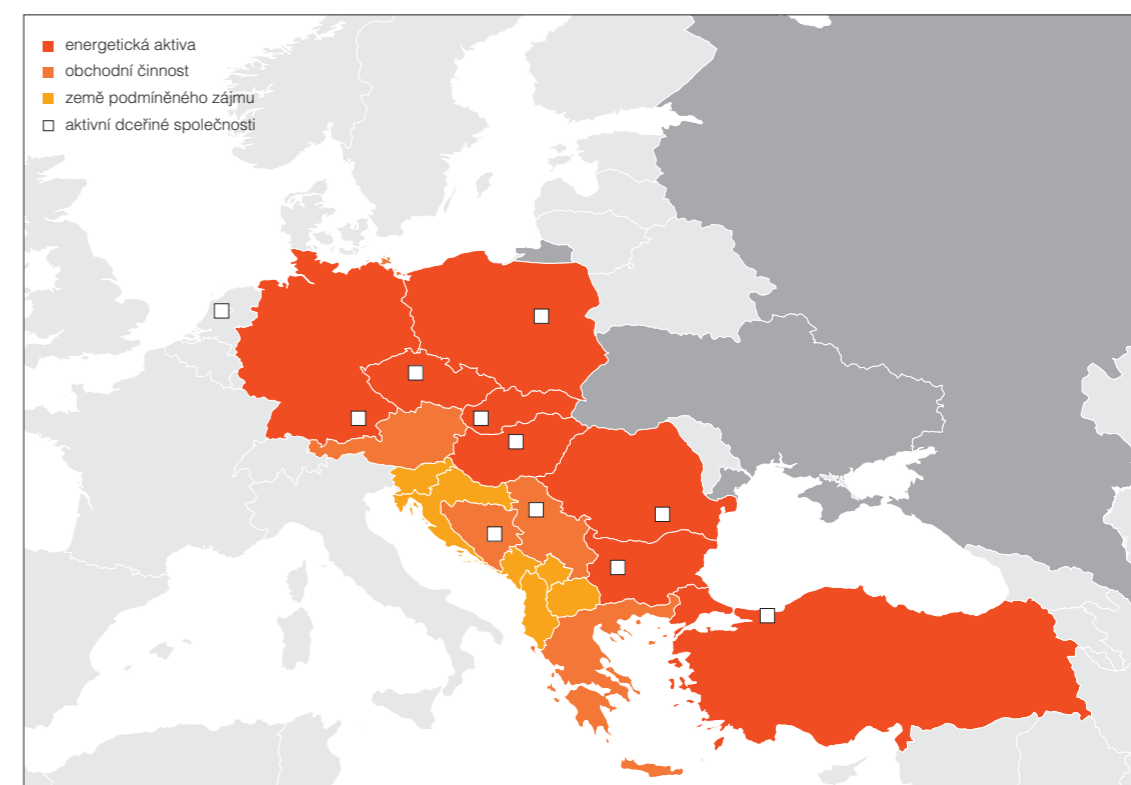 energetická aktiva
obchodní činnost
země podmíněného zájmu
aktivní dceřiné společnosti